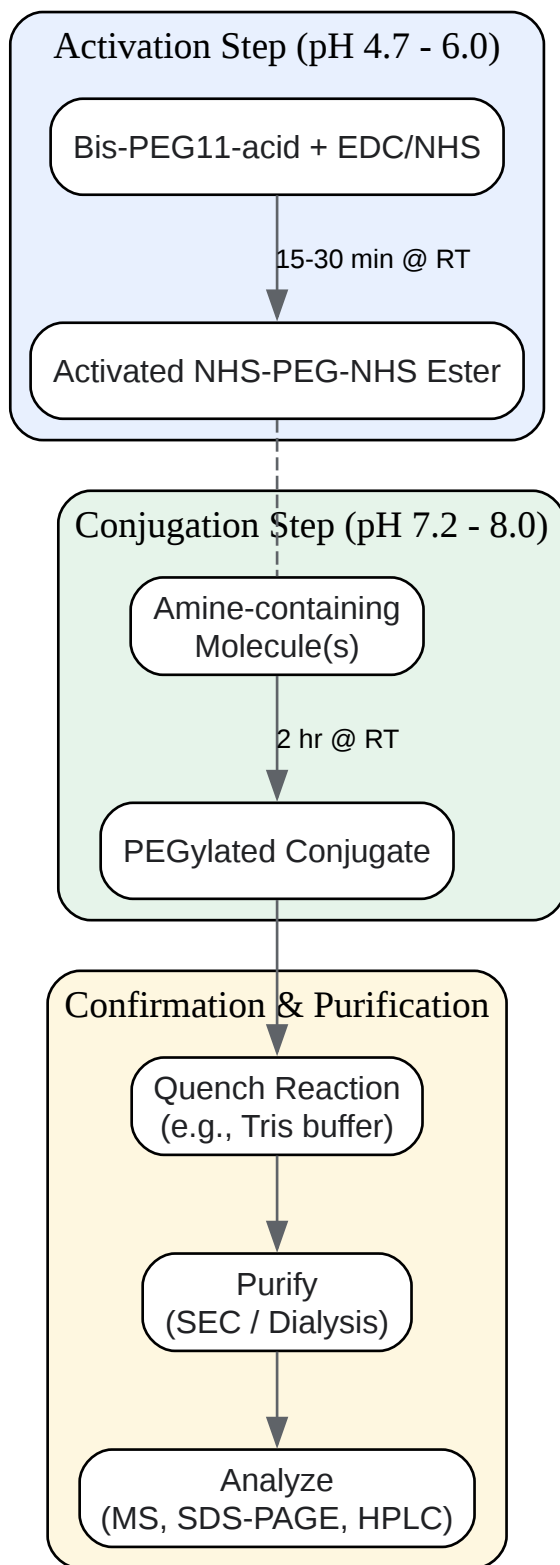 Activation Step (pH 4.7 - 6.0)
Bis-PEG11-acid + EDC/NHS
15-30 min @ RT
Activated NHS-PEG-NHS Ester
Conjugation Step (pH 7.2 - 8.0)
Amine-containing
Molecule(s)
2 hr @ RT
PEGylated Conjugate
Confirmation & Purification
Quench Reaction
(e.g., Tris buffer)
Purify
(SEC / Dialysis)
Analyze
(MS, SDS-PAGE, HPLC)